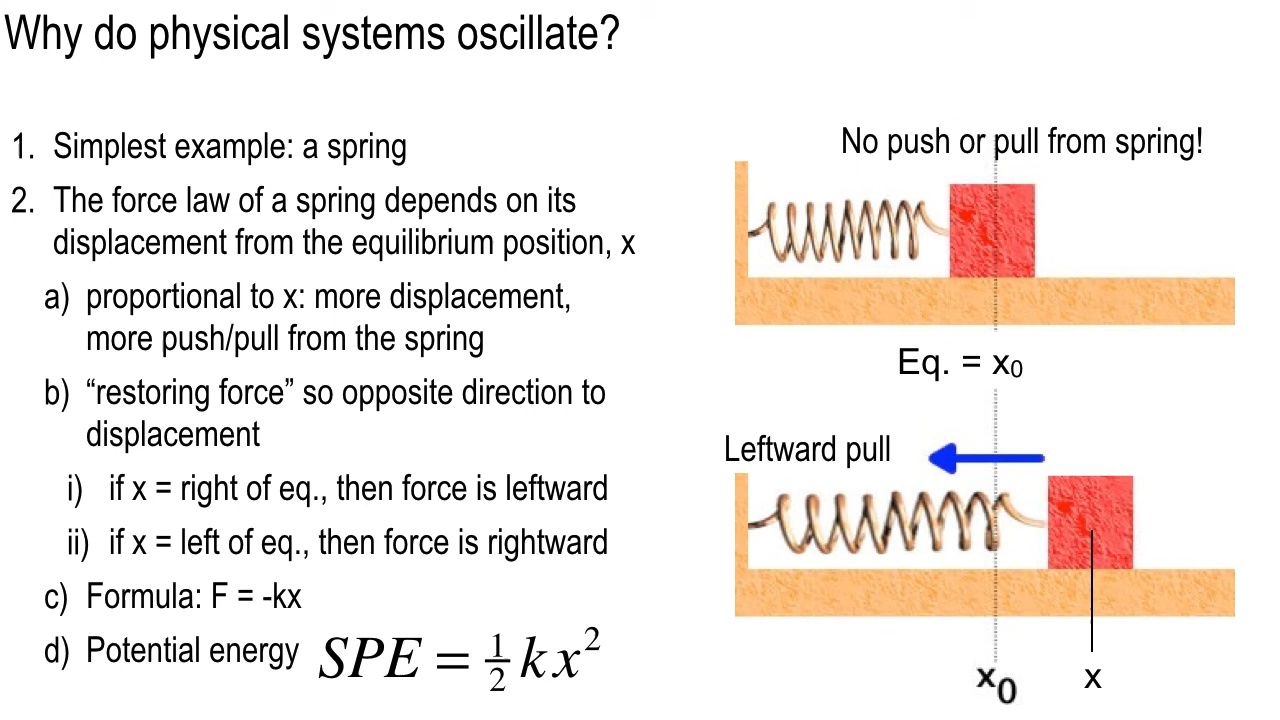 Why do physical systems oscillate?
1. Simplest example: a spring
2. The force law of a spring depends on its
displacement from the equilibrium position, x
a) proportional to x: more displacement,
more push/pull from the spring
b) “restoring force” so opposite direction to
displacement
i) if x = right of eq., then force is leftward
ii) if x = left of eq., then force is rightward
c) Formula: F = -kx
d) Potential energy SPE = ½ k x²
No push or pull from spring!
Eq. = x₀
Leftward pull
x₀
x